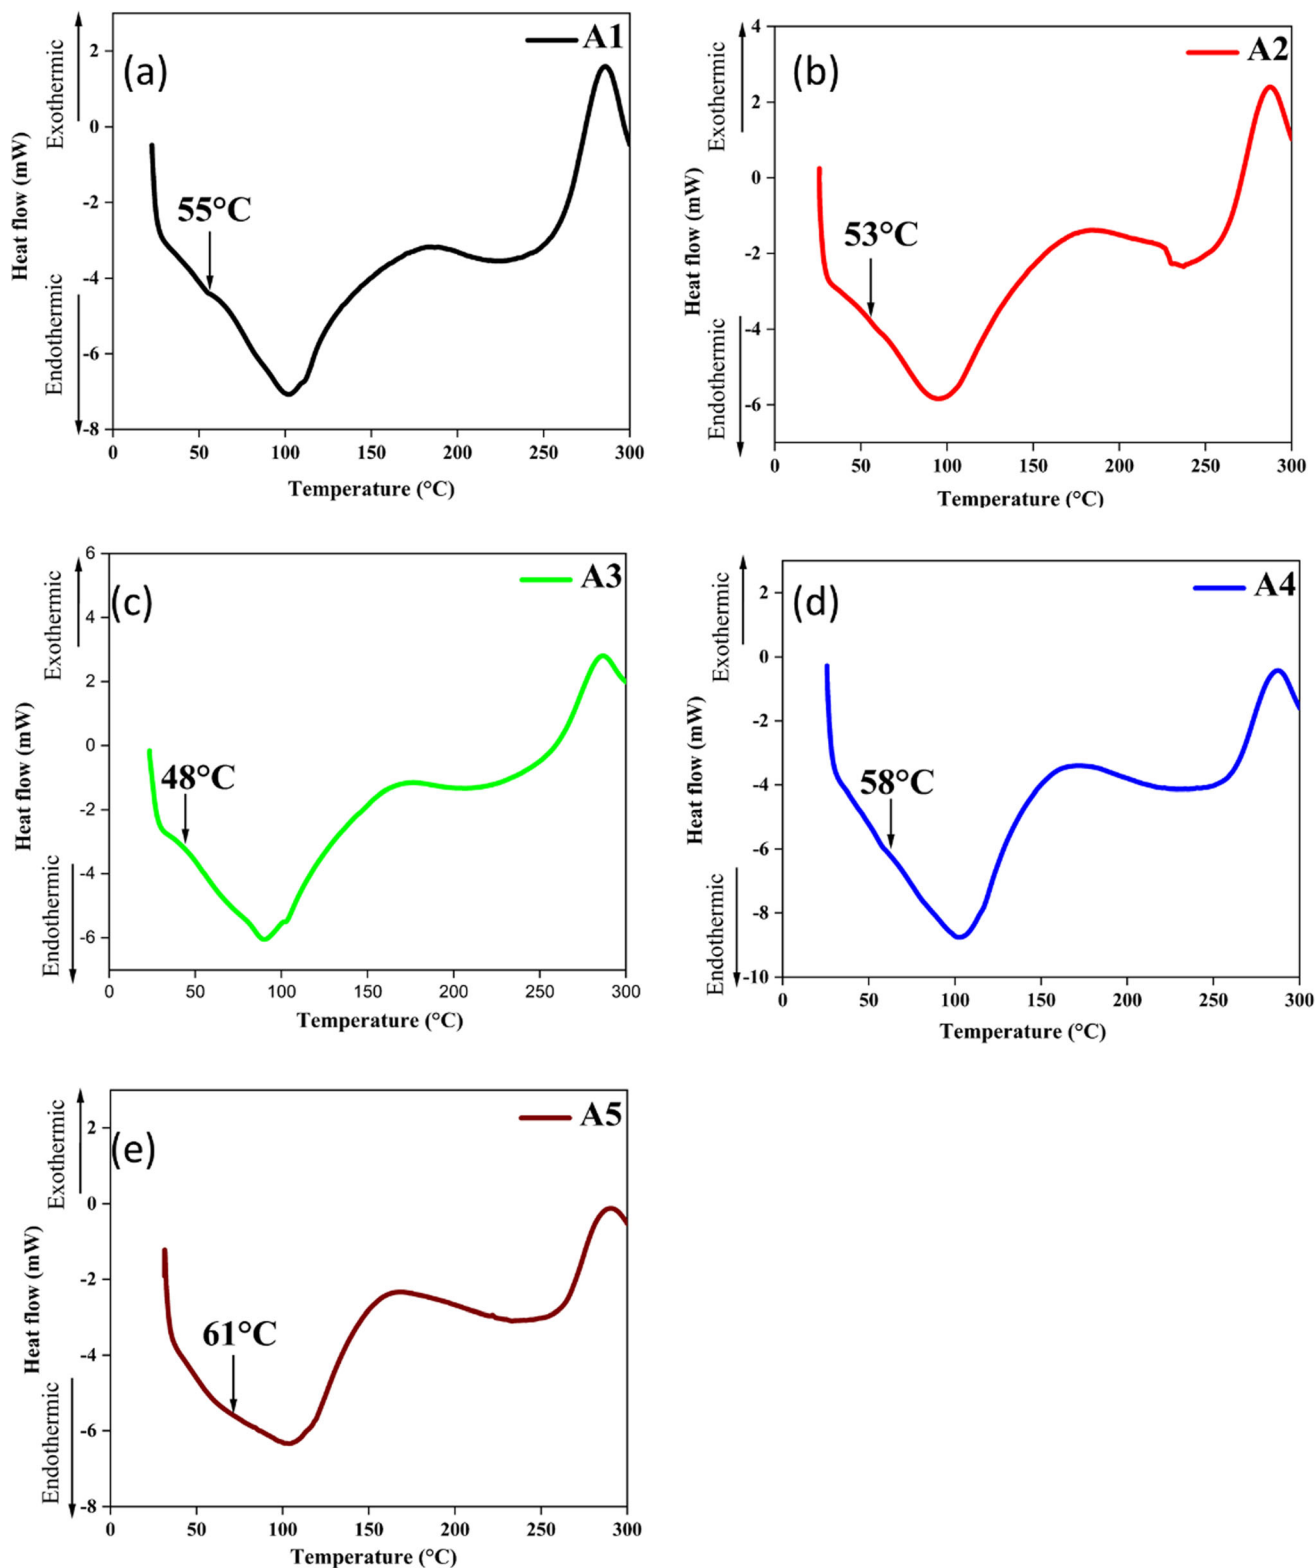 (a)
A1
Exothermic
Heat flow (mW)
Endothermic
2
0
-2
-4
-6
-8
55°C
0 50 100 150 200 250 300
Temperature (°C)
(b)
A2
Exothermic
Heat flow (mW)
Endothermic
4
2
0
-2
-4
-6
53°C
0 50 100 150 200 250 300
Temperature (°C)
(c)
A3
Exothermic
Heat flow (mW)
Endothermic
6
4
2
0
-2
-4
-6
48°C
0 50 100 150 200 250 300
Temperature (°C)
(d)
A4
Exothermic
Heat flow (mW)
Endothermic
2
0
-2
-4
-6
-8
-10
58°C
0 50 100 150 200 250 300
Temperature (°C)
(e)
A5
Exothermic
Heat flow (mW)
Endothermic
2
0
-2
-4
-6
-8
61°C
0 50 100 150 200 250 300
Temperature (°C)